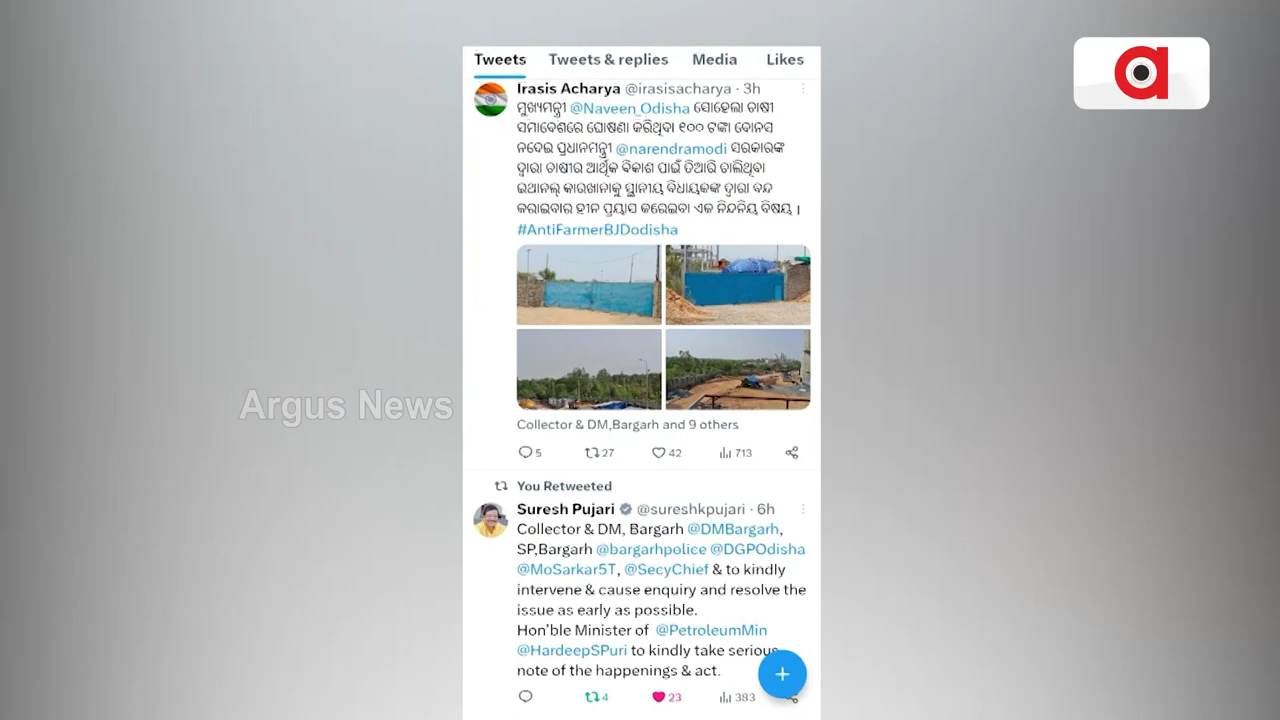 Tweets Tweets & replies Media Likes
Irasis Acharya @irasisacharya · 3h
ମୁଖ୍ୟମନ୍ତ୍ରୀ @Naveen_Odisha ସୋହେଲା ଚାଷୀ
ସମାବେଶରେ ଘୋଷଣା କରିଥିବା ୧୦୦ ଟଙ୍କା ବୋନସ
ନଦେଇ ପ୍ରଧାନମନ୍ତ୍ରୀ @narendramodi ସରକାରଙ୍କ
ଦ୍ୱାରା ଚାଷୀର ଆର୍ଥିକ ବିକାଶ ପାଇଁ ତିଆରି ଚାଲିଥିବା
ଇଥାନଲ୍ କାରଖାନାକୁ ସ୍ଥାନୀୟ ବିଧାୟକଙ୍କ ଦ୍ୱାରା ବନ୍ଦ
କରାଇବାର ହୀନ ପ୍ରୟାସ କରେଇବା ଏକ ନିନ୍ଦନିୟ ବିଷୟ ।
#AntiFarmerBJDodisha
Collector & DM,Bargarh and 9 others
5 27 42 713
You Retweeted
Suresh Pujari @sureshkpujari · 6h
Collector & DM, Bargarh @DMBargarh,
SP,Bargarh @bargarhpolice @DGPOdisha
@MoSarkar5T, @SecyChief & to kindly
intervene & cause enquiry and resolve the
issue as early as possible.
Hon'ble Minister of @PetroleumMin
@HardeepSPuri to kindly take serious
note of the happenings & act.
4 23 383
Argus News
a